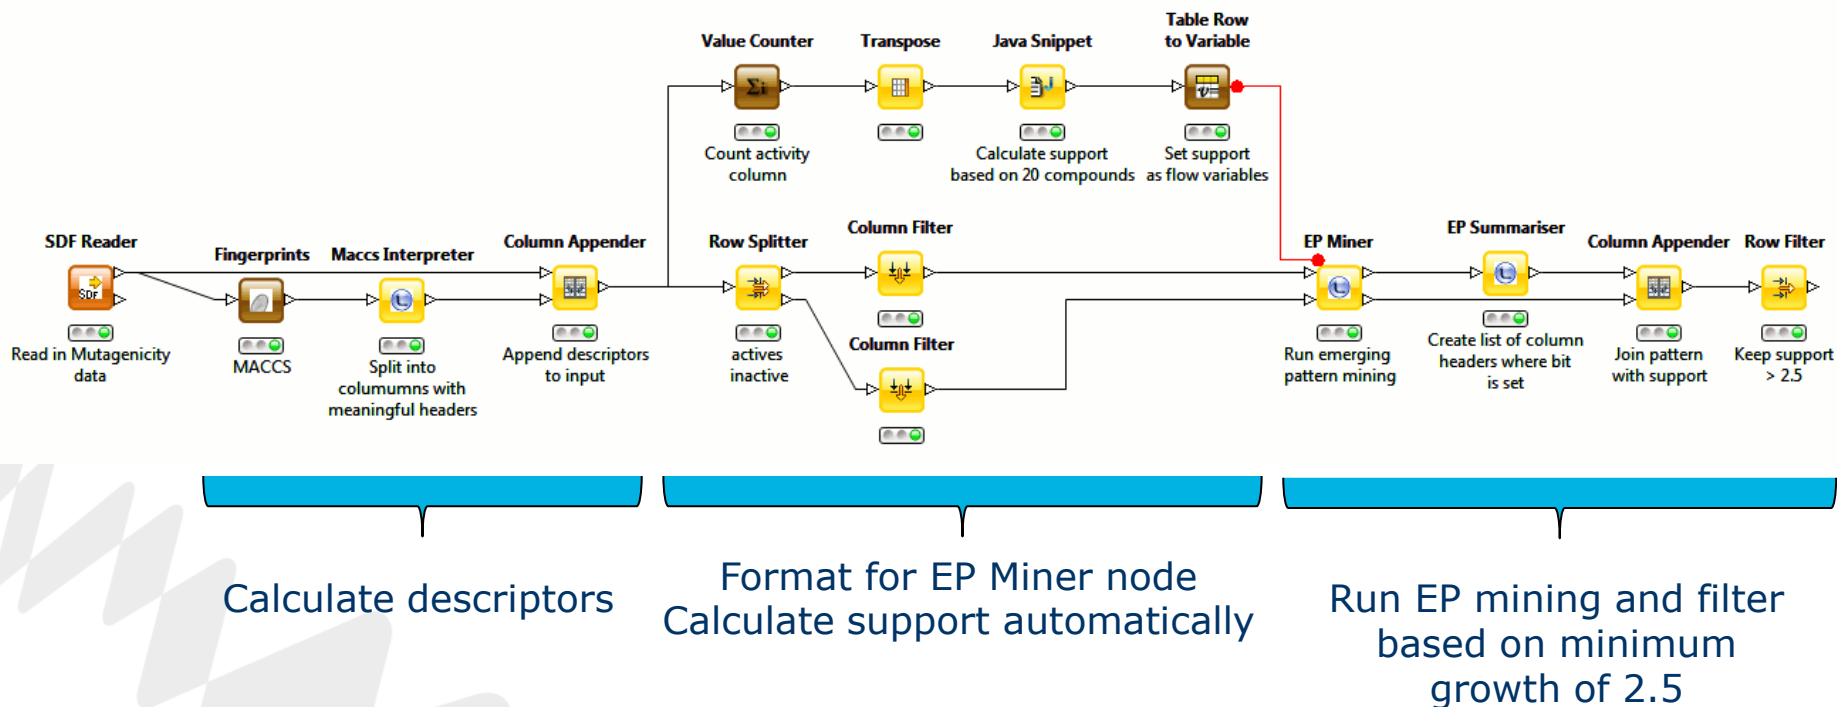 Value Counter
Count activity
column
Transpose
Java Snippet
Calculate support
based on 20 compounds
Table Row
to Variable
Set support
as flow variables
SDF Reader
SDF
Read in Mutagenicity
data
Fingerprints
MACCS
Maccs Interpreter
Split into
columumns with
meaningful headers
Column Appender
Append descriptors
to input
Row Splitter
actives
inactive
Column Filter
Column Filter
EP Miner
Run emerging
pattern mining
EP Summariser
Create list of column
headers where bit
is set
Column Appender
Join pattern
with support
Row Filter
Keep support
> 2.5
Calculate descriptors
Format for EP Miner node
Calculate support automatically
Run EP mining and filter
based on minimum
growth of 2.5